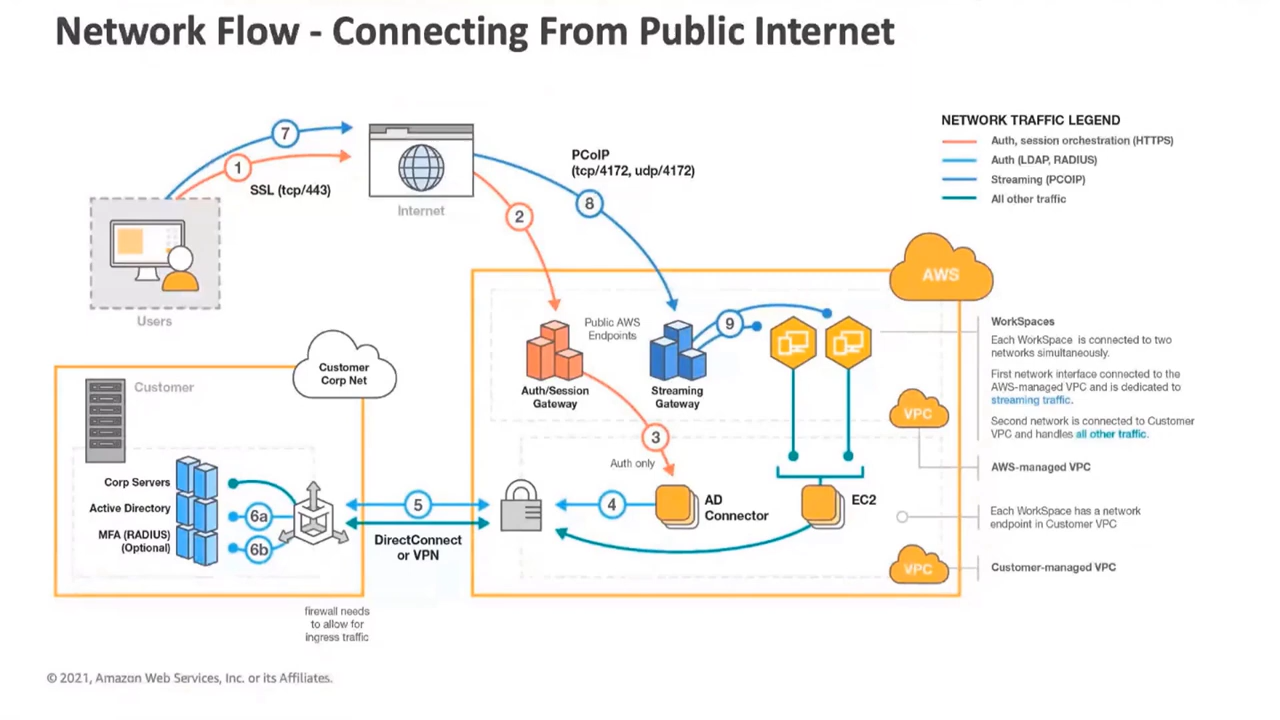 Network Flow - Connecting From Public Internet
7
1
SSL (tcp/443)
Internet
Users
PCoIP
(tcp/4172, udp/4172)
8
2
NETWORK TRAFFIC LEGEND
Auth, session orchestration (HTTPS)
Auth (LDAP, RADIUS)
Streaming (PCOIP)
All other traffic
AWS
Public AWS
Endpoints
9
Auth/Session
Gateway
Streaming
Gateway
3
Auth only
VPC
WorkSpaces
Each WorkSpace is connected to two
networks simultaneously.
First network interface connected to the
AWS-managed VPC and is dedicated to
streaming traffic.
Second network is connected to Customer
VPC and handles all other traffic.
AWS-managed VPC
Each WorkSpace has a network
endpoint in Customer VPC
Customer-managed VPC
VPC
Customer
Corp Net
Customer
Corp Servers
Active Directory
MFA (RADIUS)
(Optional)
6a
6b
5
DirectConnect
or VPN
4
AD
Connector
EC2
firewall needs
to allow for
ingress traffic
© 2021, Amazon Web Services, Inc. or its Affiliates.